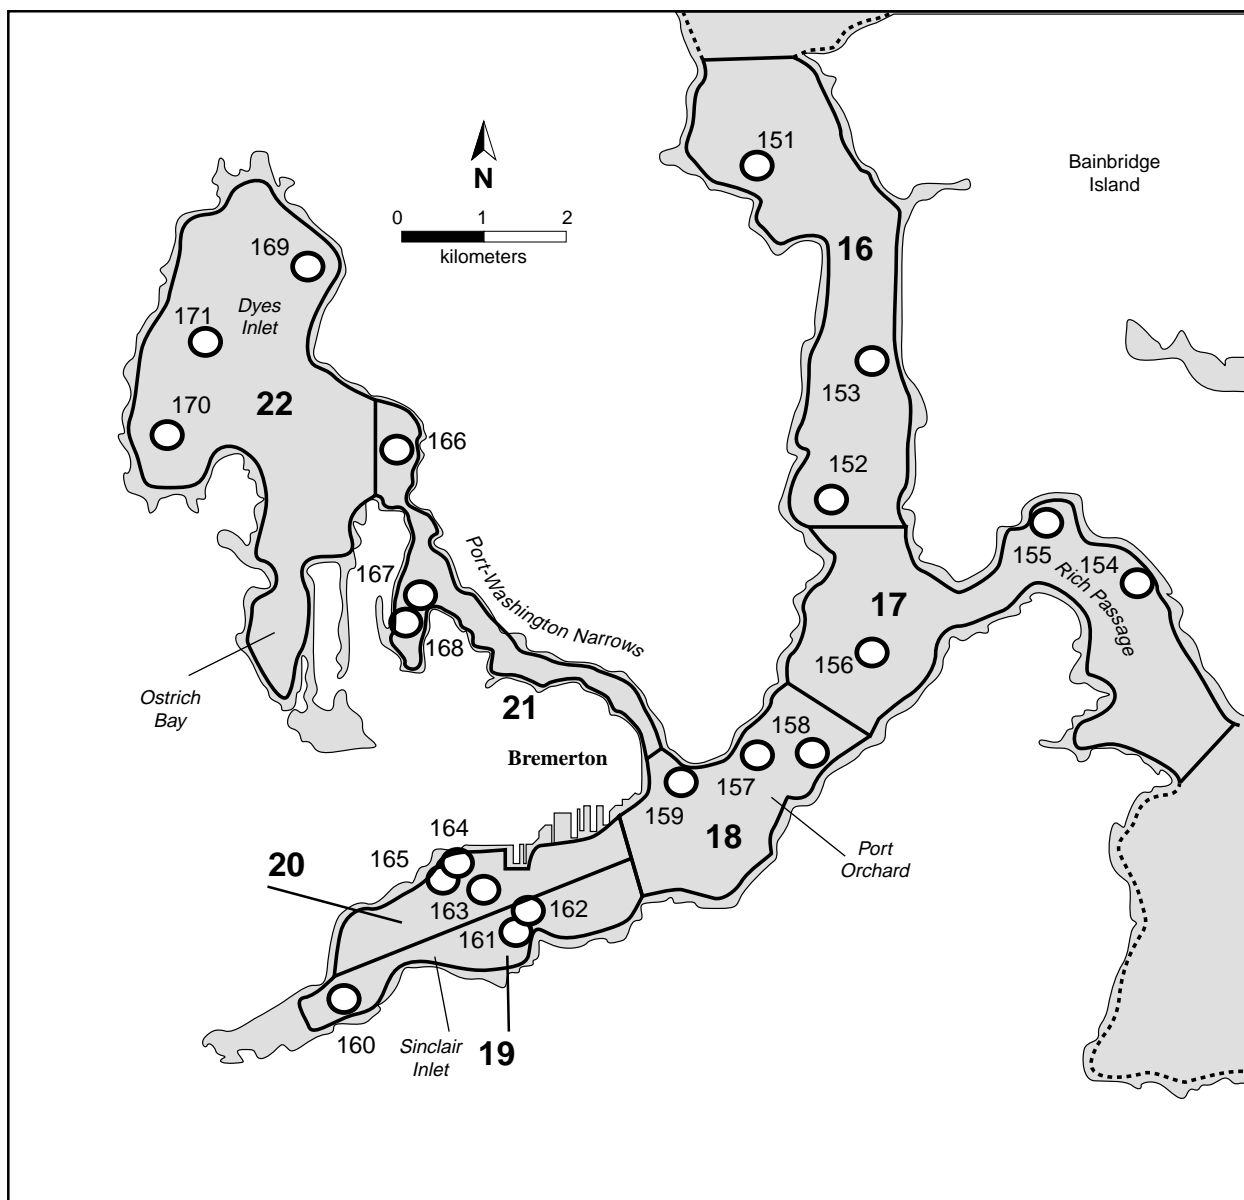 151
Bainbridge
Island
N
0 1 2
kilometers
16
169
Dyes
Inlet
171
153
22
170
166
152
155
154
Rich Passage
Port-Washington Narrows
167
17
168
156
Ostrich
Bay
21
158
Bremerton
157
159
18
164
Port
Orchard
20
165
163
162
161
160
Sinclair
Inlet
19